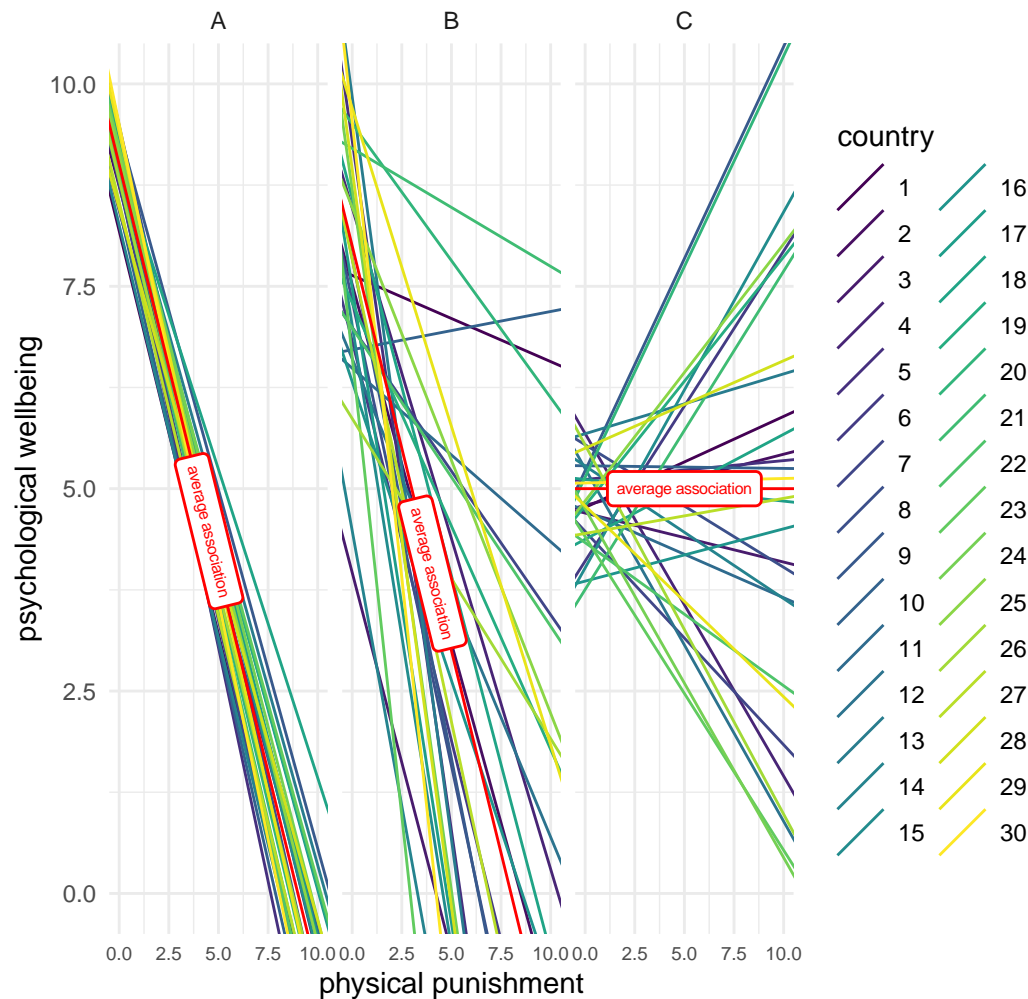 A
B
C
psychological wellbeing
10.0
7.5
5.0
2.5
0.0
average association
average association
average association
0.0 2.5 5.0 7.5 10.0
0.0 2.5 5.0 7.5 10.0
0.0 2.5 5.0 7.5 10.0
physical punishment
country
1
2
3
4
5
6
7
8
9
10
11
12
13
14
15
16
17
18
19
20
21
22
23
24
25
26
27
28
29
30